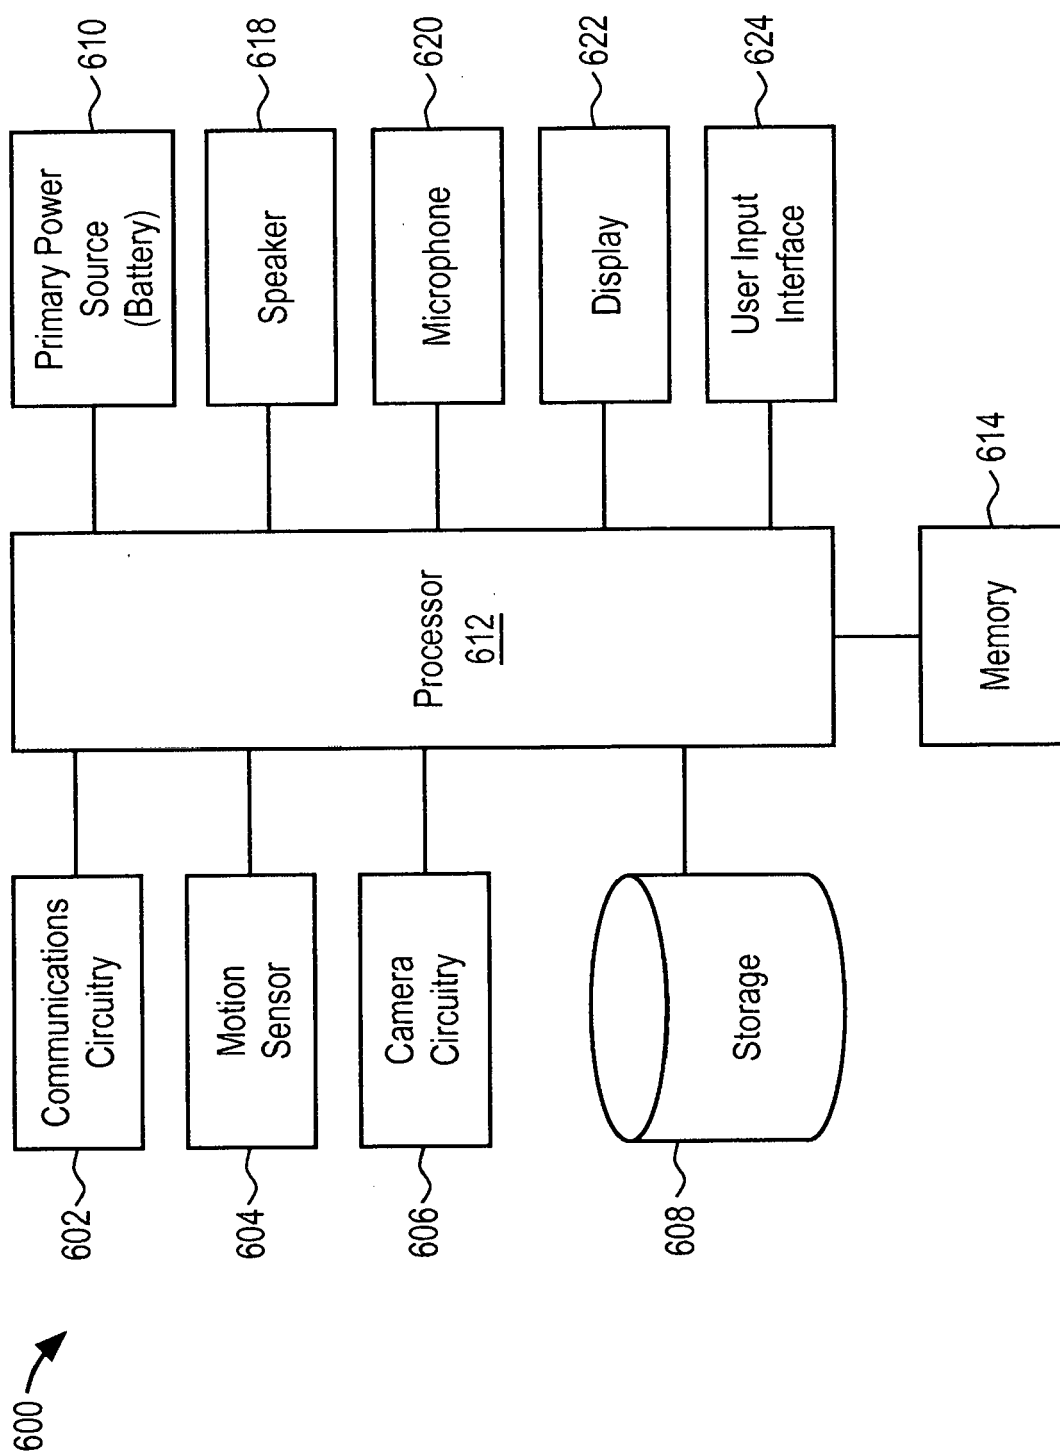 600
602
Communications
Circuitry
604
Motion
Sensor
606
Camera
Circuitry
608
Storage
Processor
612
Primary Power
Source
(Battery)
610
Speaker
618
Microphone
620
Display
622
User Input
Interface
624
Memory
614